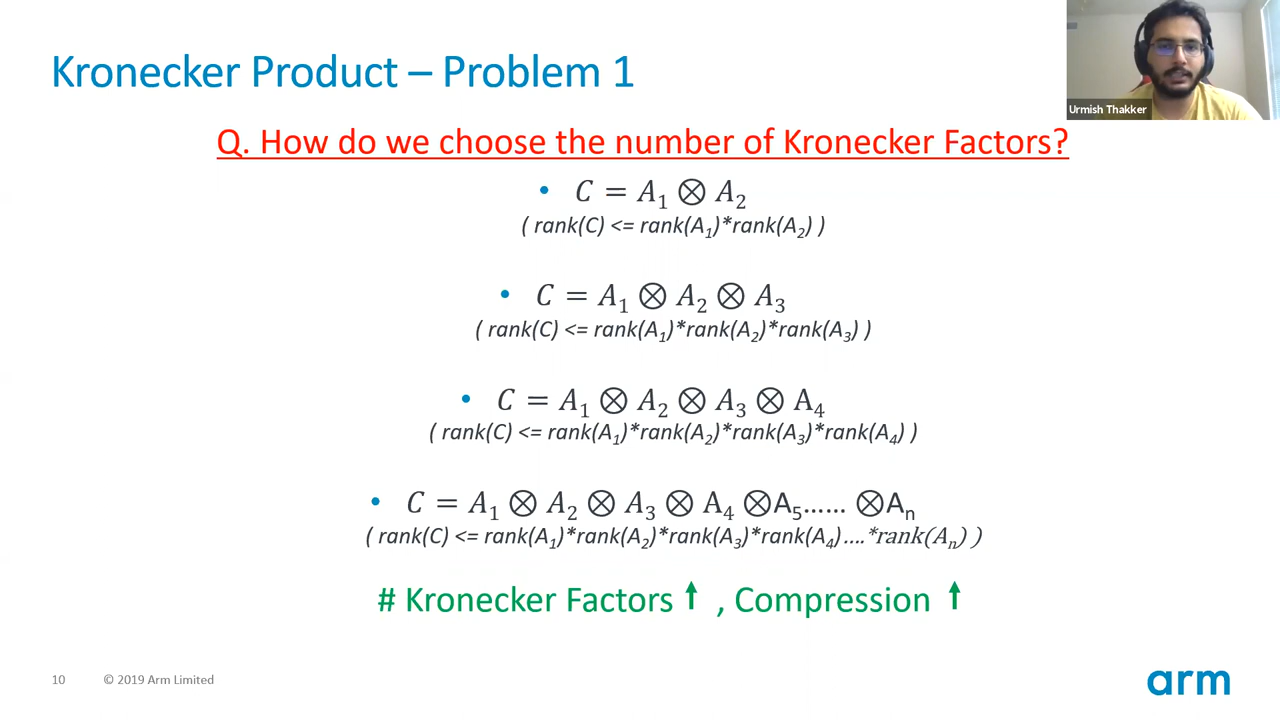 Kronecker Product – Problem 1
Urmish Thakker
Q. How do we choose the number of Kronecker Factors?
• C = A₁ ⊗ A₂
( rank(C) <= rank(A₁)*rank(A₂) )
• C = A₁ ⊗ A₂ ⊗ A₃
( rank(C) <= rank(A₁)*rank(A₂)*rank(A₃) )
• C = A₁ ⊗ A₂ ⊗ A₃ ⊗ A₄
( rank(C) <= rank(A₁)*rank(A₂)*rank(A₃)*rank(A₄) )
• C = A₁ ⊗ A₂ ⊗ A₃ ⊗ A₄ ⊗A₅...... ⊗Aₙ
( rank(C) <= rank(A₁)*rank(A₂)*rank(A₃)*rank(A₄)....*rank(Aₙ) )
# Kronecker Factors ↑ , Compression ↑
10 © 2019 Arm Limited
arm